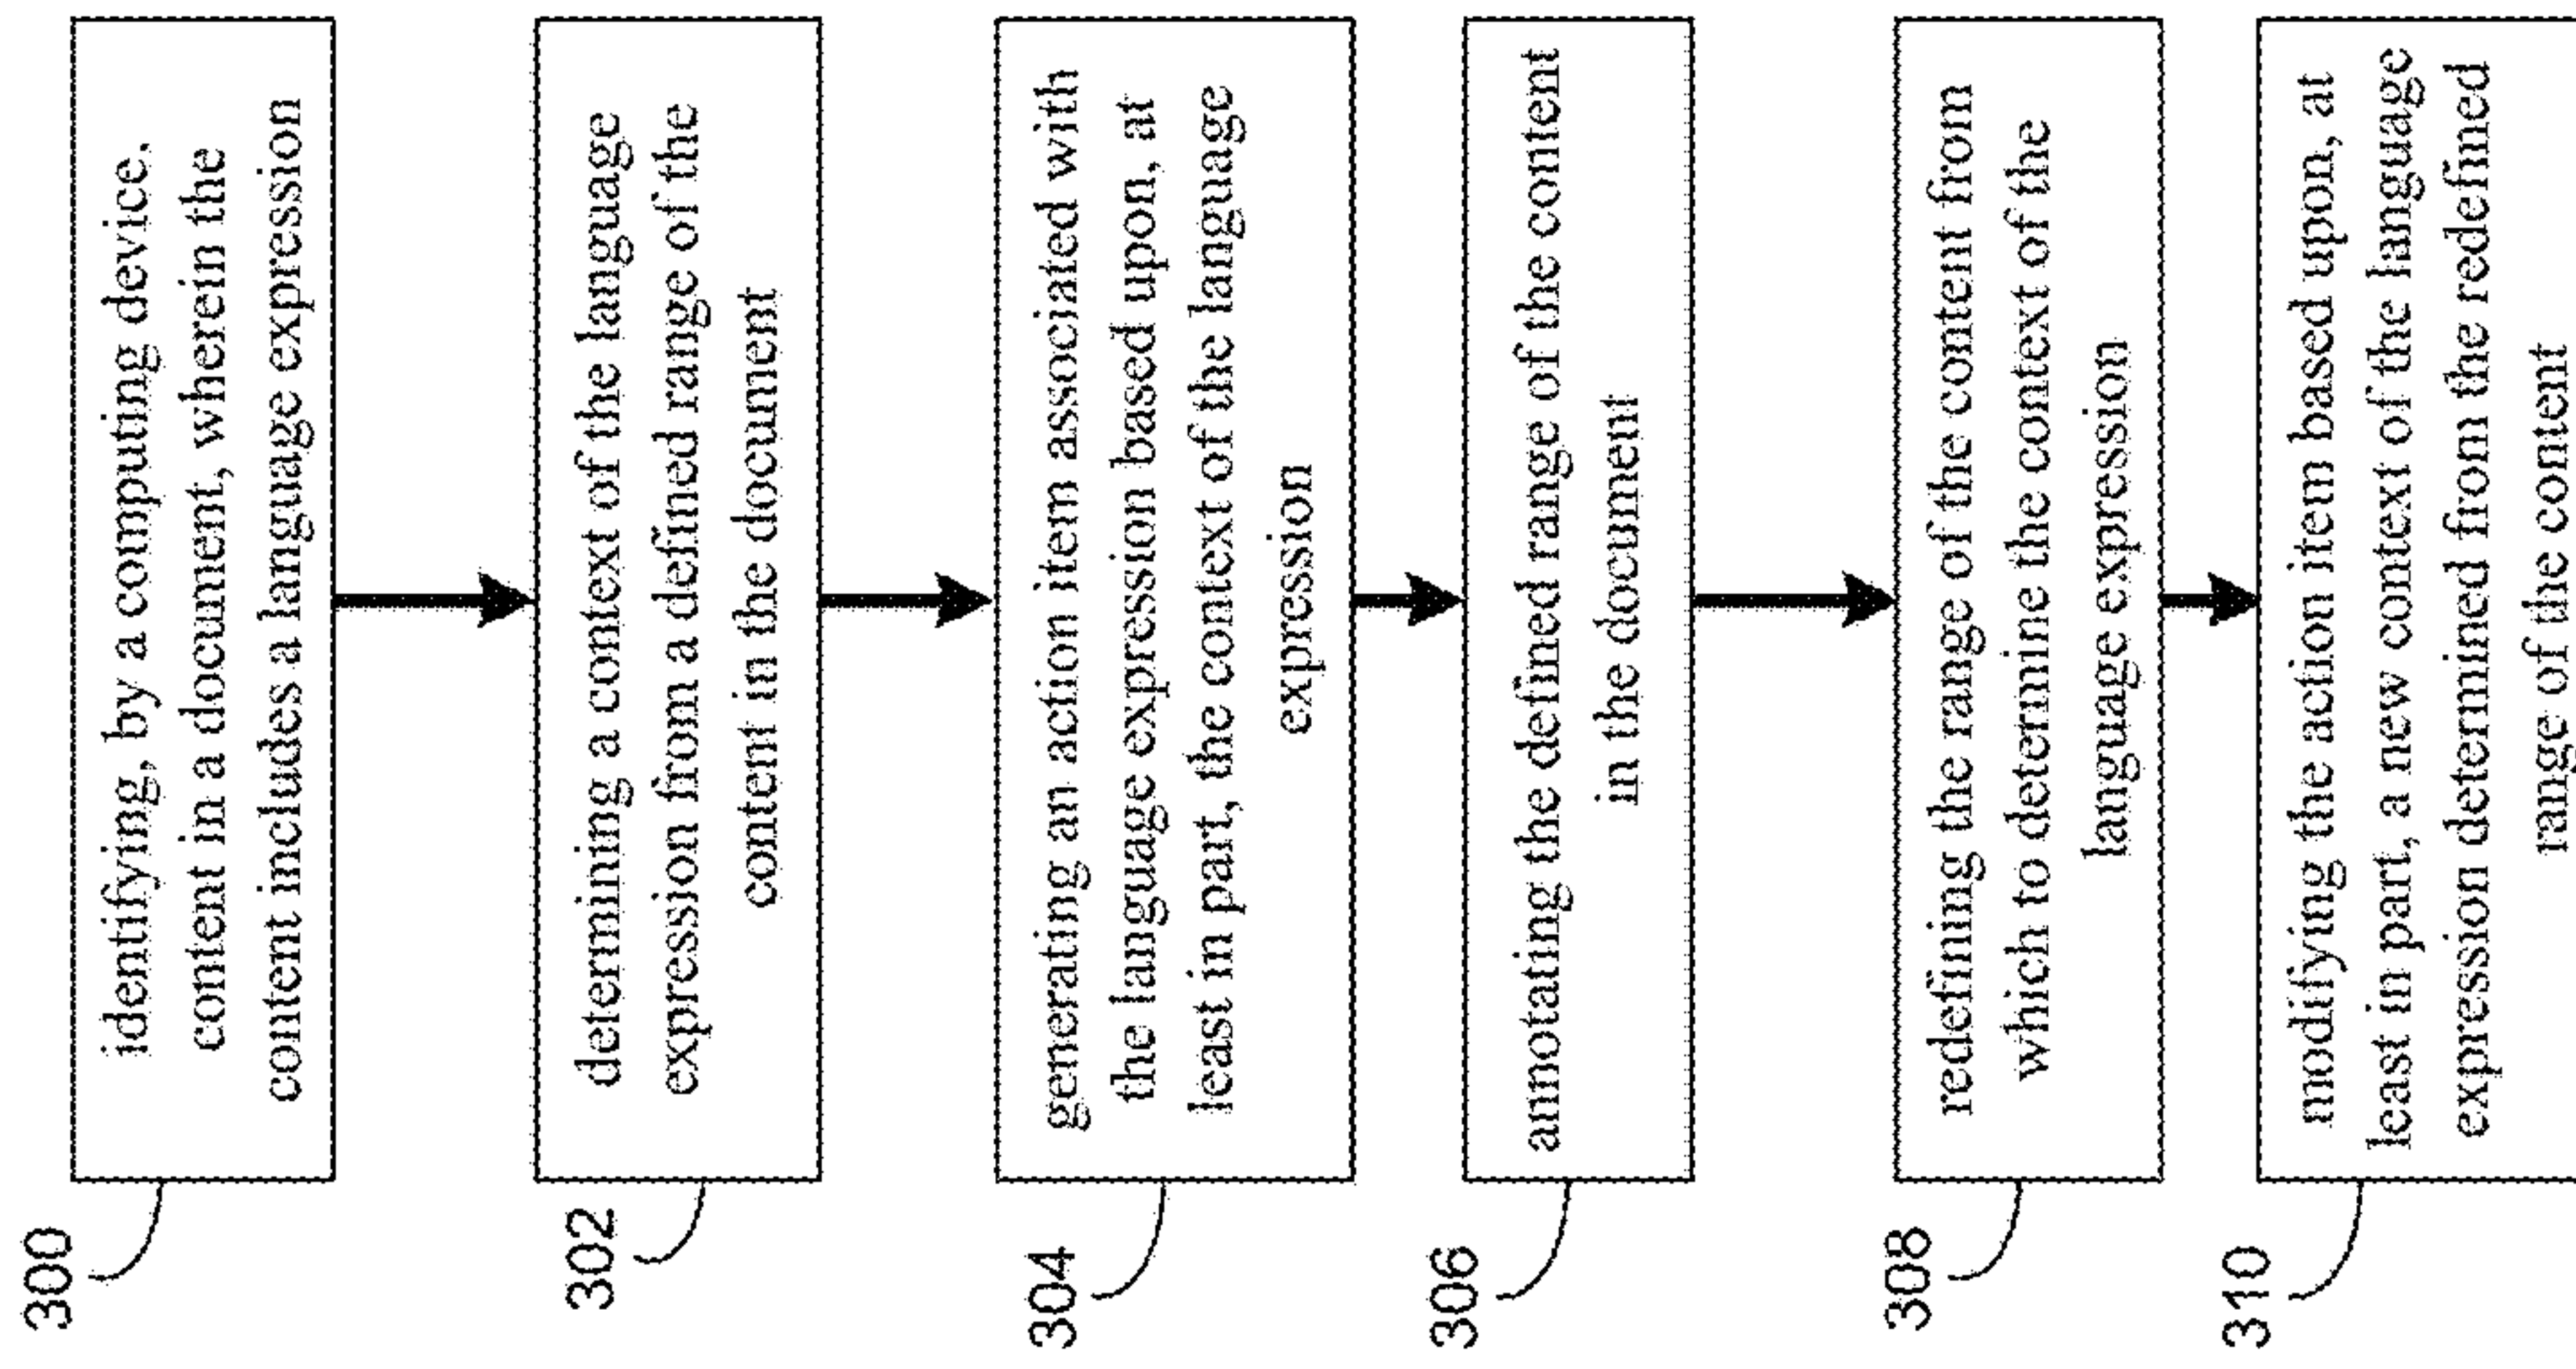 300
identifying, by a computing device,
content in a document, wherein the
content includes a language expression
302
determining a context of the language
expression from a defined range of the
content in the document
304
generating an action item associated with
the language expression based upon, at
least in part, the context of the language
expression
306
annotating the defined range of the content
in the document
308
redefining the range of the content from
which to determine the context of the
language expression
310
modifying the action item based upon, at
least in part, a new context of the language
expression determined from the redefined
range of the content